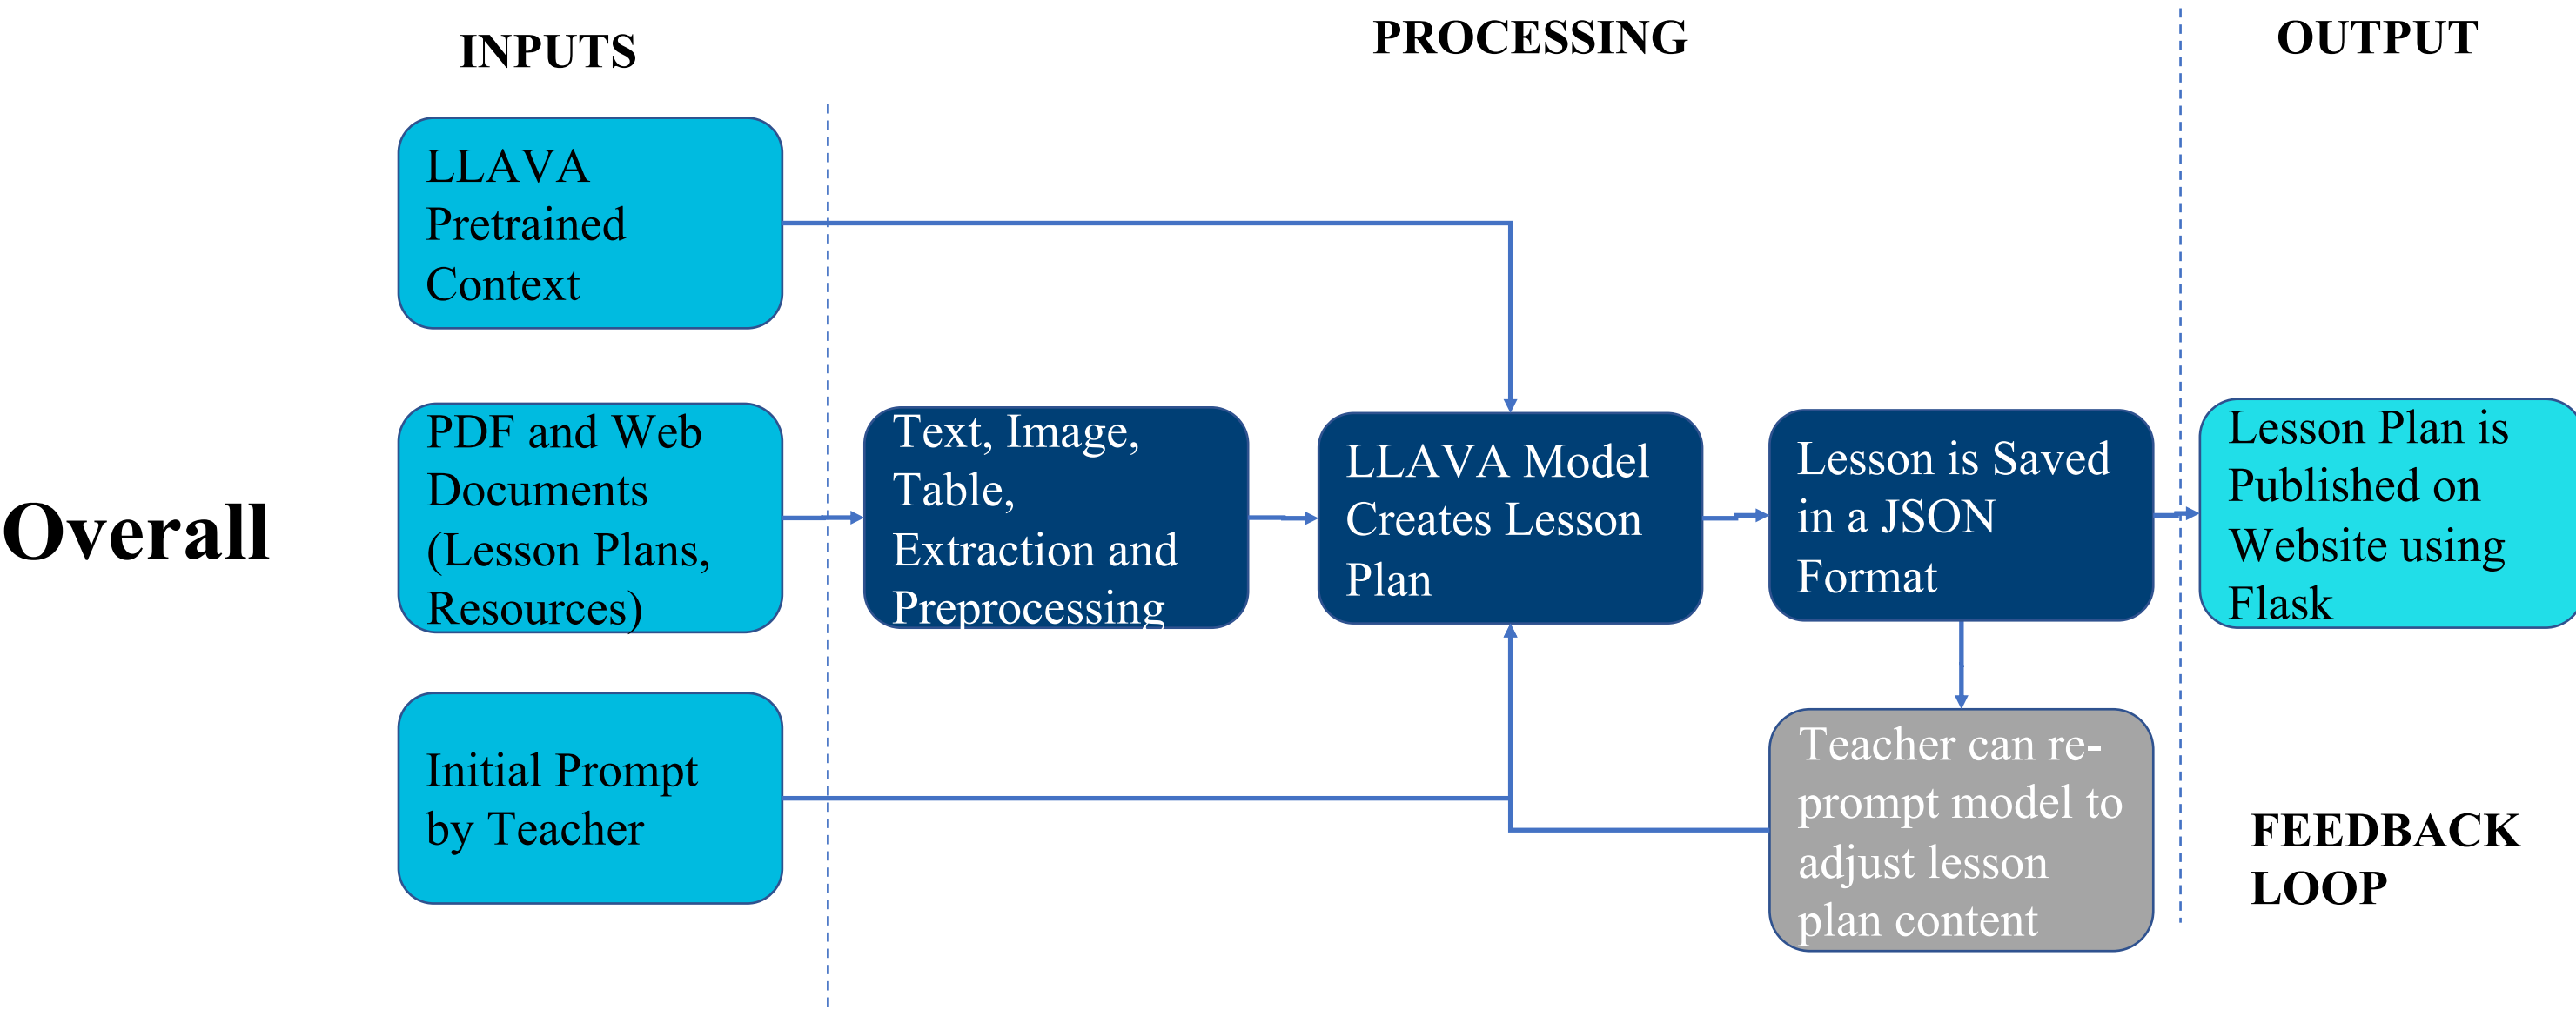 INPUTS
PROCESSING
OUTPUT
Overall
LLAVA
Pretrained
Context
PDF and Web
Documents
(Lesson Plans,
Resources)
Initial Prompt
by Teacher
Text, Image,
Table,
Extraction and
Preprocessing
LLAVA Model
Creates Lesson
Plan
Lesson is Saved
in a JSON
Format
Teacher can re-
prompt model to
adjust lesson
plan content
Lesson Plan is
Published on
Website using
Flask
FEEDBACK
LOOP